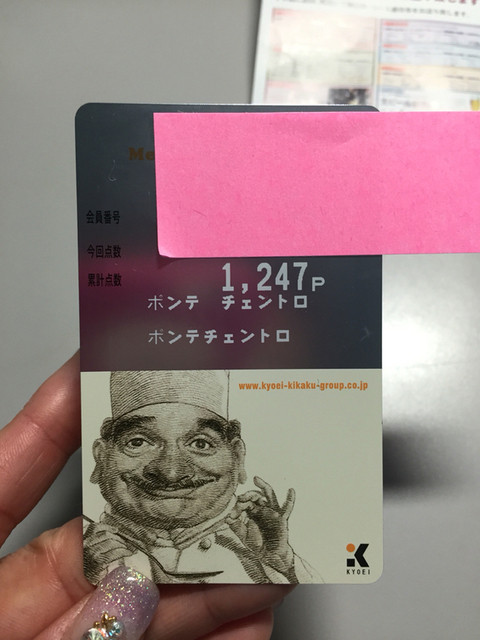 会員番号
今回点数
累計点数 1,247P
ポンテ チェントロ
ポンテチェントロ
www.kyoei-kikaku-group.co.jp
K
KYOEI